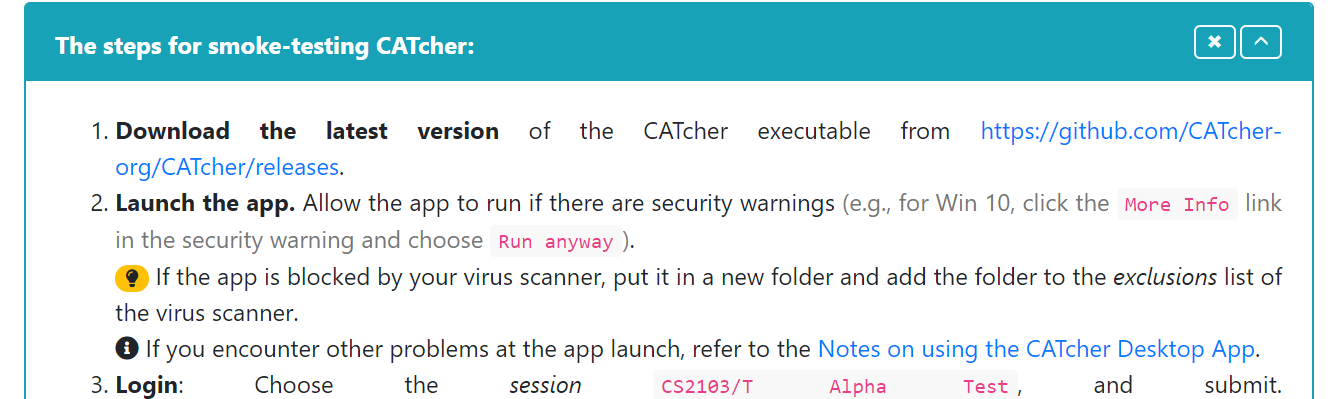 The steps for smoke-testing CATcher:
1. Download the latest version of the CATcher executable from https://github.com/CATcher-
org/CATcher/releases.
2. Launch the app. Allow the app to run if there are security warnings (e.g., for Win 10, click the More Info link
in the security warning and choose Run anyway ).
If the app is blocked by your virus scanner, put it in a new folder and add the folder to the exclusions list of
the virus scanner.
If you encounter other problems at the app launch, refer to the Notes on using the CATcher Desktop App.
3. Login: Choose the session CS2103/T Alpha Test , and submit.